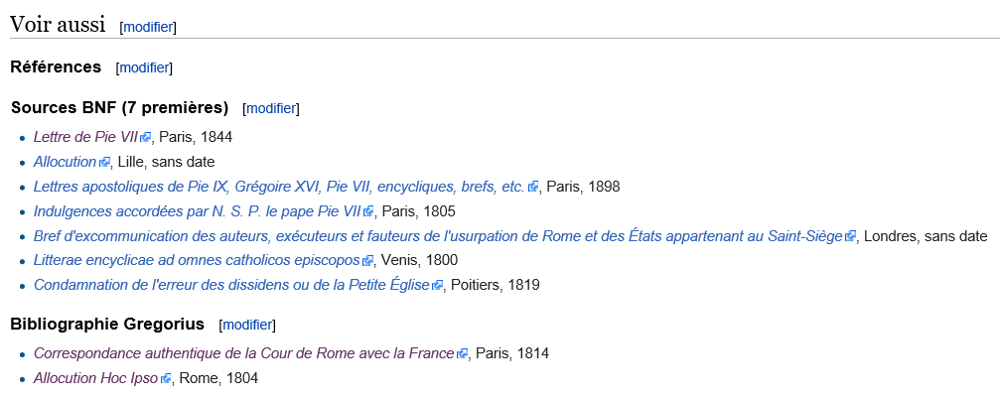 Voir aussi [modifier]
Références [modifier]
Sources BNF (7 premières) [modifier]
Lettre de Pie VII, Paris, 1844
Allocution, Lille, sans date
Lettres apostoliques de Pie IX, Grégoire XVI, Pie VII, encycliques, brefs, etc., Paris, 1898
Indulgences accordées par N. S. P. le pape Pie VII, Paris, 1805
Bref d'excommunication des auteurs, exécuteurs et fauteurs de l'usurpation de Rome et des États appartenant au Saint-Siège, Londres, sans date
Litterae encyclicae ad omnes catholicos episcopos, Venis, 1800
Condamnation de l'erreur des dissidens ou de la Petite Église, Poitiers, 1819
Bibliographie Gregorius [modifier]
Correspondance authentique de la Cour de Rome avec la France, Paris, 1814
Allocution Hoc Ipso, Rome, 1804